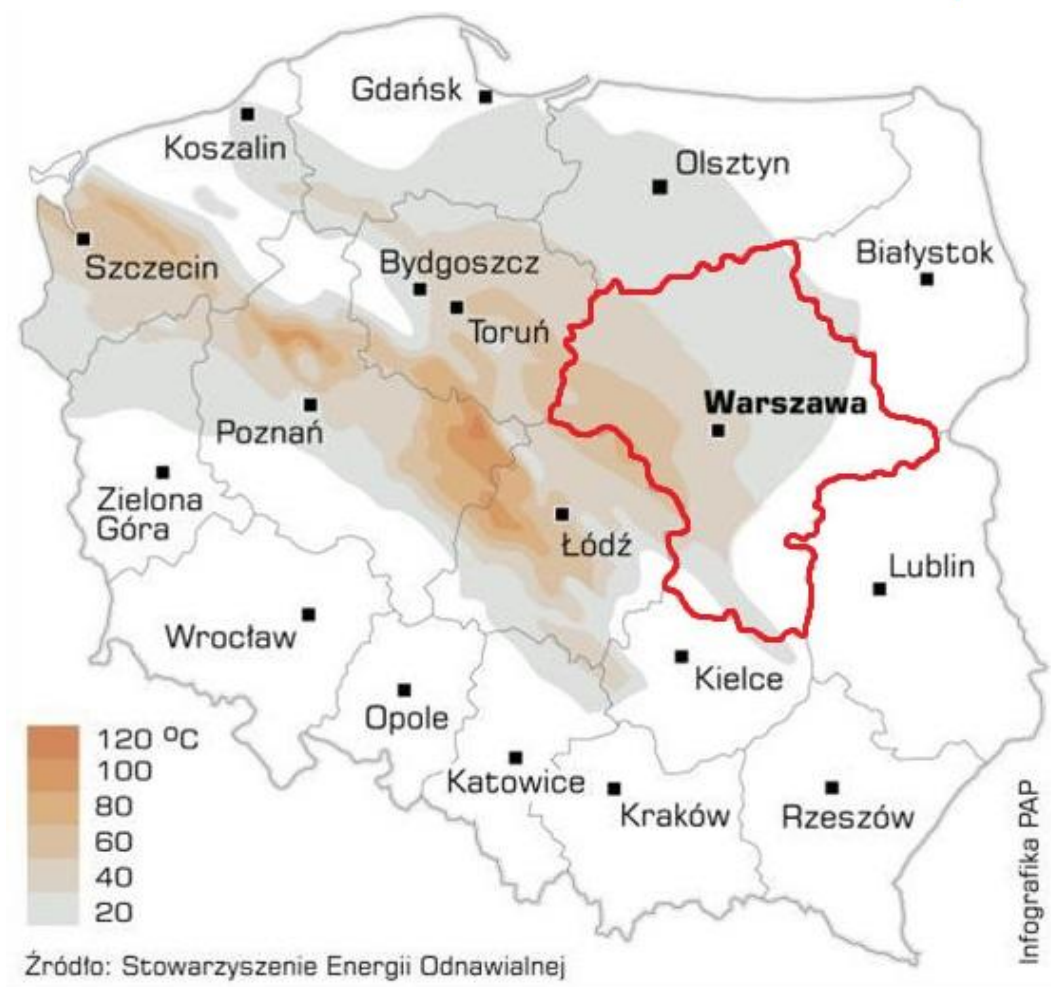 Gdańsk
Koszalin
Olsztyn
Białystok
Szczecin
Bydgoszcz
Toruń
Warszawa
Poznań
Zielona
Góra
Łódź
Lublin
Wrocław
Kielce
Opole
Katowice
Kraków
Rzeszów
120 °C
100
80
60
40
20
Infografika PAP
Źródło: Stowarzyszenie Energii Odnawialnej